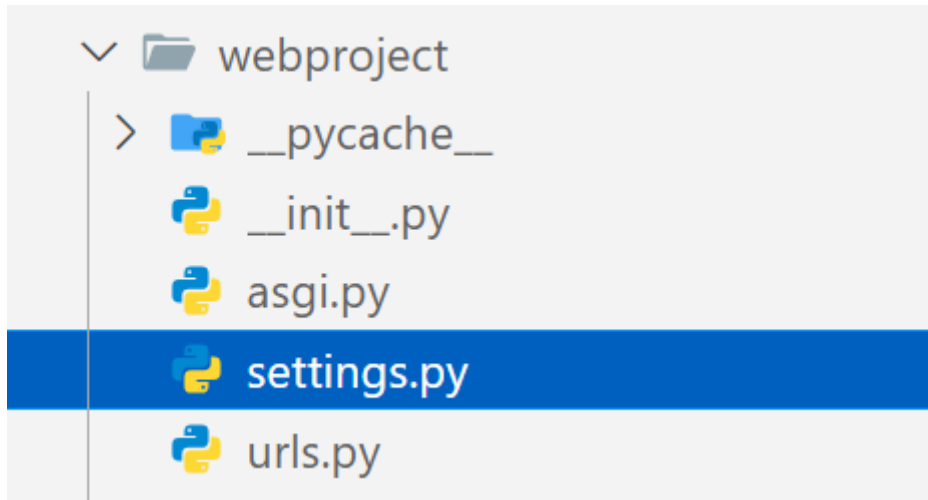 webproject
__pycache__
__init__.py
asgi.py
settings.py
urls.py